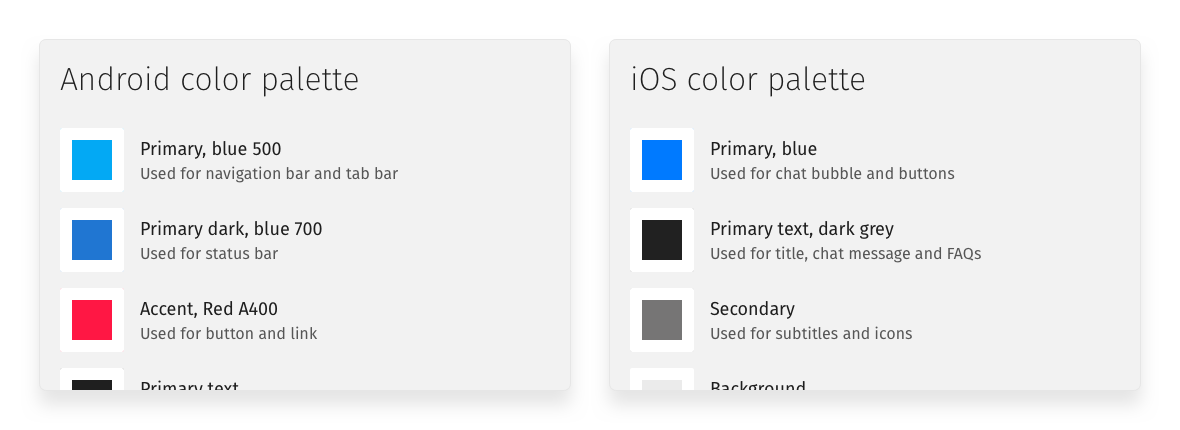 Android color palette
Primary, blue 500
Used for navigation bar and tab bar
Primary dark, blue 700
Used for status bar
Accent, Red A400
Used for button and link
Primary text
iOS color palette
Primary, blue
Used for chat bubble and buttons
Primary text, dark grey
Used for title, chat message and FAQs
Secondary
Used for subtitles and icons
Background